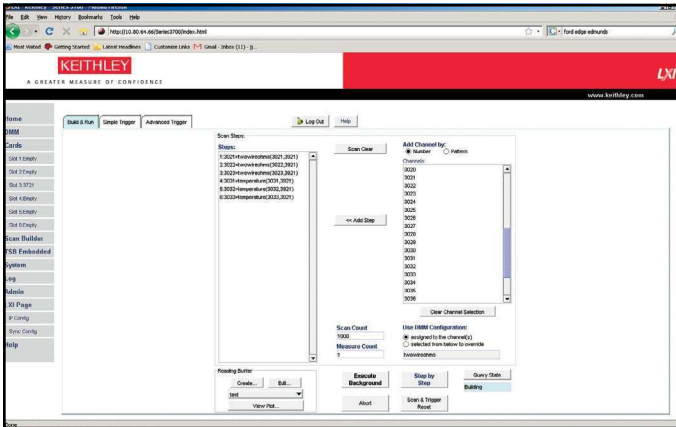 File Edit View History Bookmarks Tools Help
http://10.80.64.66/Series3700/index.html
ford edge edmunds
Most Visited Getting Started Latest Headlines Customize Links Gmail - Inbox (11) - g...
KEITHLEY
A GREATER MEASURE OF CONFIDENCE
LXI
www.keithley.com
Home
DMM
Cards
Slot 1:Empty
Slot 2:Empty
Slot 3:3721
Slot 4:Empty
Slot 5:Empty
Slot 6:Empty
Scan Builder
TSB Embedded
System
Log
Admin
LXI Page
IP Config
Sync Config
Help
Build & Run Simple Trigger Advanced Trigger
Log Out Help
Scan Steps:
Steps:
1:3021>twowireohms(3021,3921)
2:3022>twowireohms(3022,3921)
3:3023>twowireohms(3023,3921)
4:3031>temperature(3031,3921)
5:3032>temperature(3032,3921)
6:3033>temperature(3033,3921)
Scan Clear
<< Add Step
Add Channel by:
Number Pattern
Channels:
3020
3021
3022
3023
3024
3025
3026
3027
3028
3029
3030
3031
3032
3033
3034
3035
3036
Clear Channel Selection
Scan Count
1000
Measure Count
1
Use DMM Configuration:
assigned to the channel(s)
selected from below to override
twowireohms
Reading Buffer
Create... Edit...
test
View Plot...
Execute Background
Step by Step
Query State
Building
Abort
Scan & Trigger Reset
Done